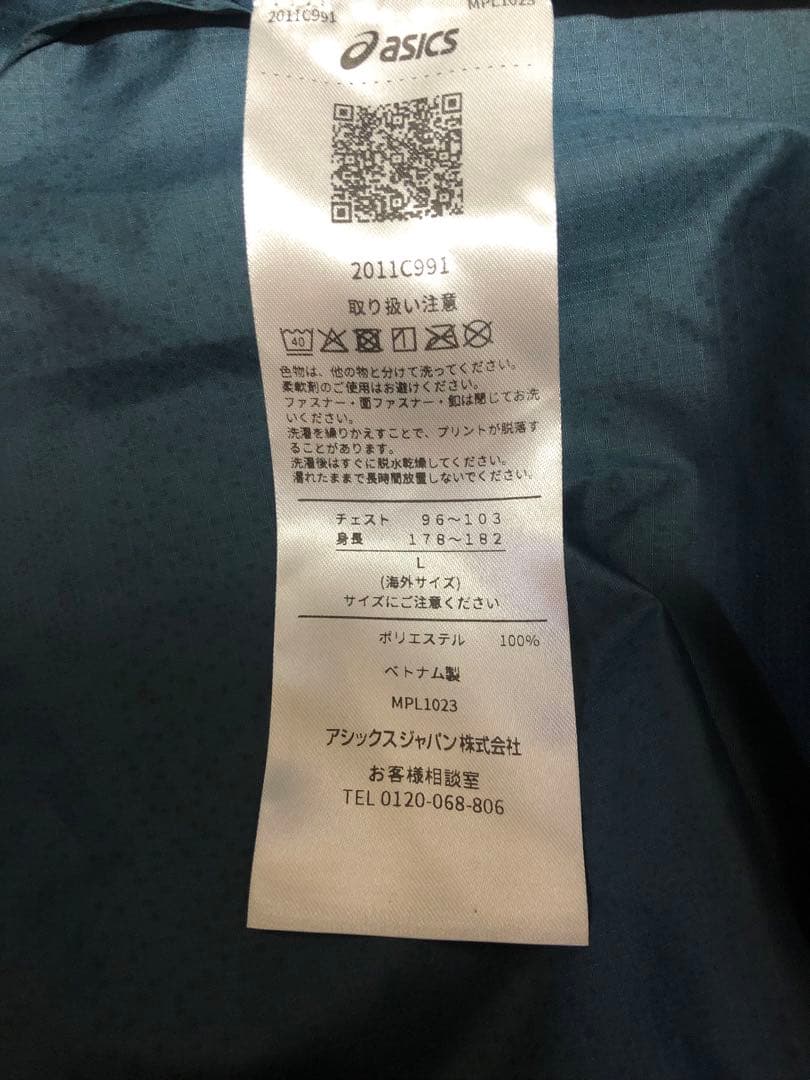 2011C991
MPL1023
asics
2011C991
取り扱い注意
40
色物は、他の物と分けて洗ってください。
柔軟剤のご使用はお避けください。
ファスナー・面ファスナー・釦は閉じてお洗
いください。
洗濯を繰りかえすことで、プリントが脱落す
ることがあります。
洗濯後はすぐに脱水乾燥してください。
濡れたままで長時間放置しないでください。
チェスト 96～103
身長 178～182
L
(海外サイズ)
サイズにご注意ください
ポリエステル 100%
ベトナム製
MPL1023
アシックスジャパン株式会社
お客様相談室
TEL 0120-068-806